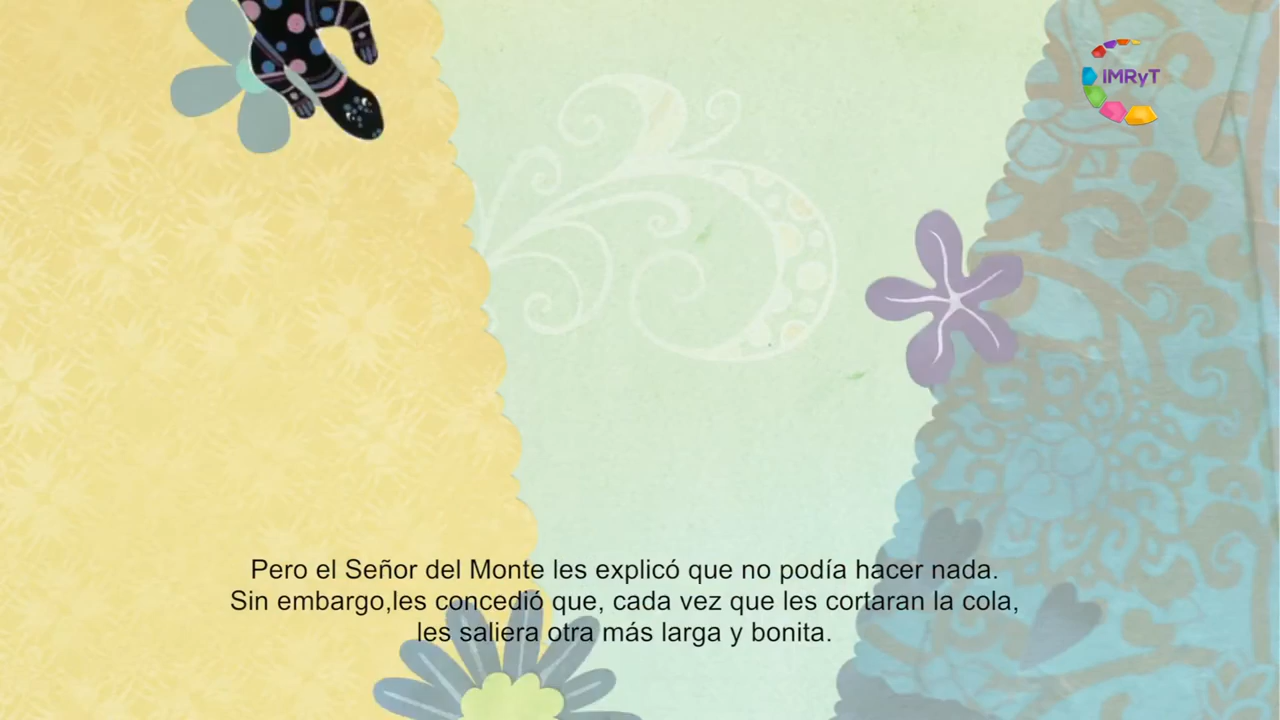 IMRyT
Pero el Señor del Monte les explicó que no podía hacer nada.
Sin embargo,les concedió que, cada vez que les cortaran la cola,
les saliera otra más larga y bonita.